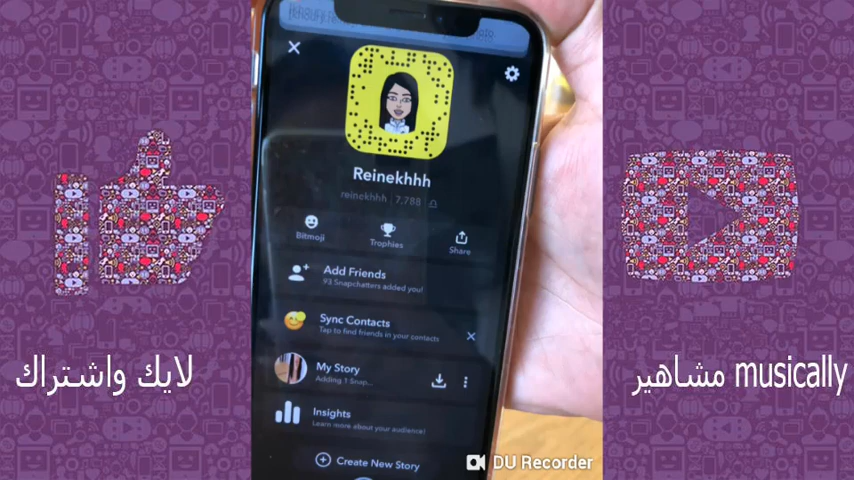 Reinekhhh
reinekhhh | 7,788 | ♎
Bitmoji
Trophies
Share
Add Friends
93 Snapchatters added you!
Sync Contacts
Tap to find friends in your contacts
My Story
Adding 1 Snap...
Insights
Learn more about your audience!
Create New Story
لايك واشتراك
مشاهير musically
DU Recorder